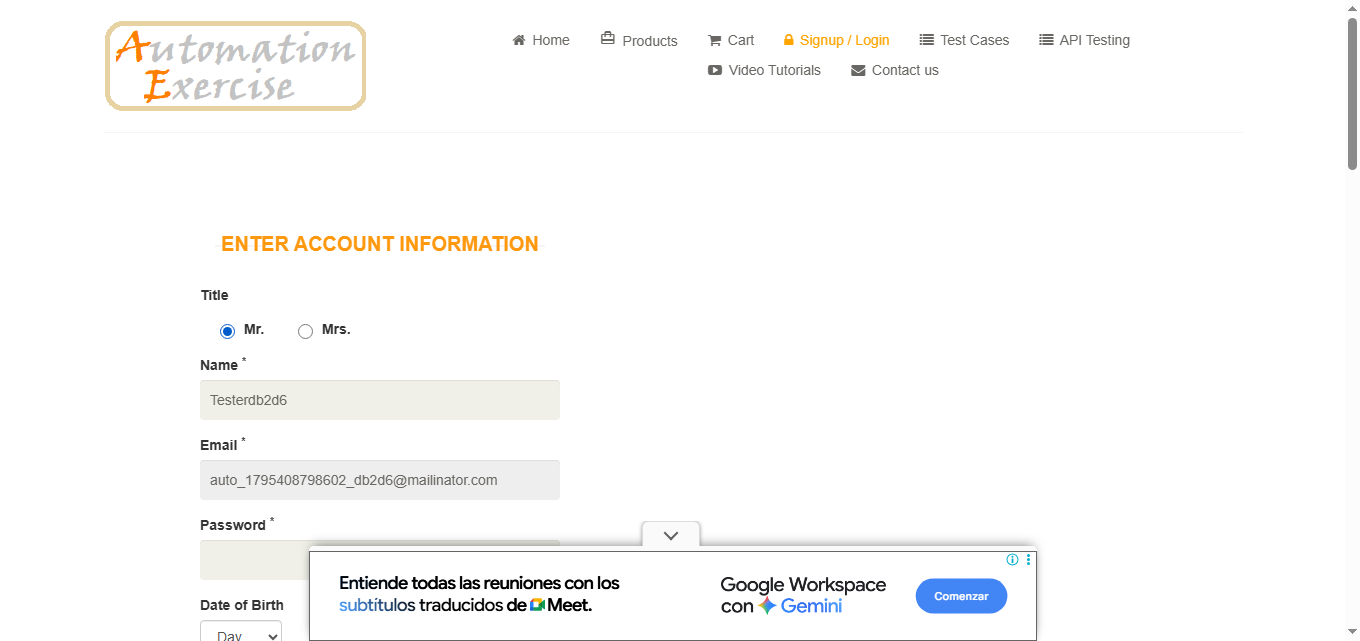 Automation
Exercise
Home
Products
Cart
Signup / Login
Test Cases
API Testing
Video Tutorials
Contact us
ENTER ACCOUNT INFORMATION
Title
Mr.
Mrs.
Name *
Testerdb2d6
Email *
auto_1795408798602_db2d6@mailinator.com
Password *
Entiende todas las reuniones con los
subtítulos traducidos de Meet.
Google Workspace
con Gemini
Comenzar
Date of Birth
Day